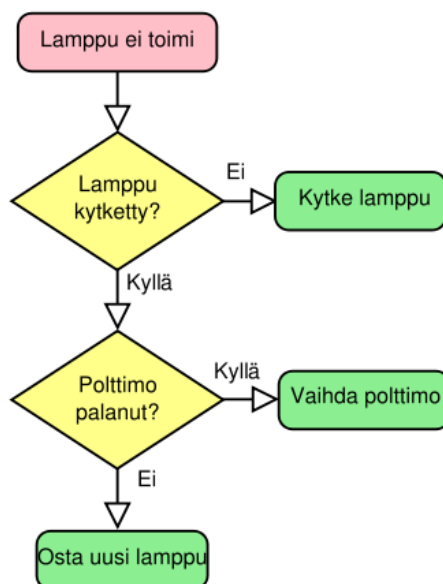 Lamppu ei toimi
Lamppu
kytketty?
Ei
Kytke lamppu
Kyllä
Polttimo
palanut?
Kyllä
Vaihda polttimo
Ei
Osta uusi lamppu